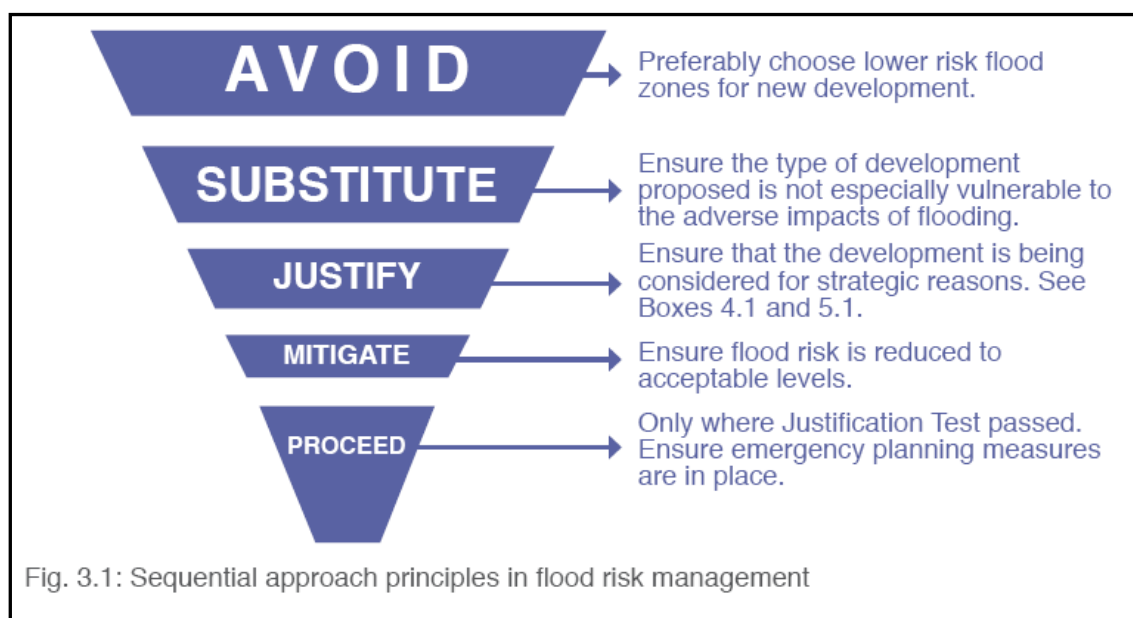 AVOID
Preferably choose lower risk flood
zones for new development.
SUBSTITUTE
Ensure the type of development
proposed is not especially vulnerable to
the adverse impacts of flooding.
JUSTIFY
Ensure that the development is being
considered for strategic reasons. See
Boxes 4.1 and 5.1.
MITIGATE
Ensure flood risk is reduced to
acceptable levels.
PROCEED
Only where Justification Test passed.
Ensure emergency planning measures
are in place.
Fig. 3.1: Sequential approach principles in flood risk management